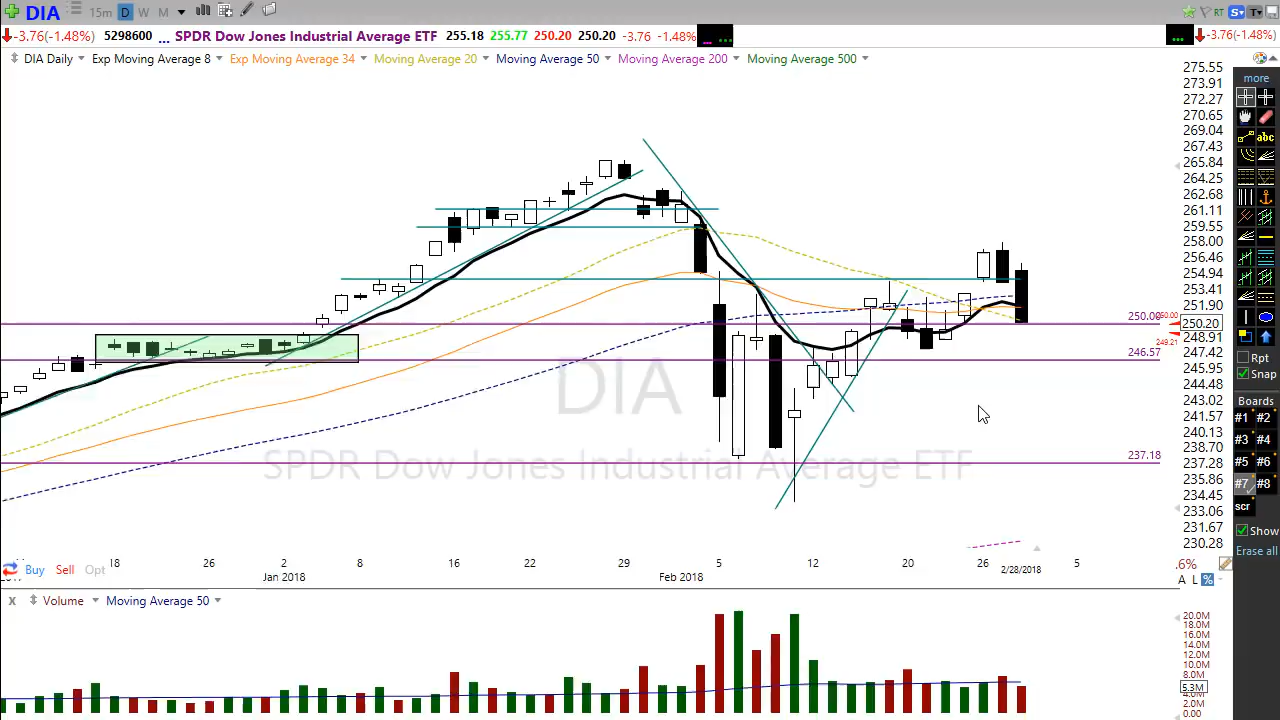 DIA 15m D W M
-3.76(-1.48%) 5298600 ... SPDR Dow Jones Industrial Average ETF 255.18 255.77 250.20 250.20 -3.76 -1.48% ... -3.76(-1.48%)
RT S T
DIA Daily Exp Moving Average 8 Exp Moving Average 34 Moving Average 20 Moving Average 50 Moving Average 200 Moving Average 500
more
abc
Rpt
Snap
Boards
#1 #2
#3 #4
#5 #6
#7 #8
scr
Show
Erase all
275.55
273.91
272.27
270.65
269.04
267.43
265.84
264.25
262.68
261.11
259.55
258.00
256.46
254.94
253.41
251.90
250.20
248.91
247.42
245.95
244.48
243.02
241.57
240.13
238.70
237.28
235.86
234.45
233.06
231.67
230.28
250.00
249.21
246.57
237.18
DIA
SPDR Dow Jones Industrial Average ETF
18 26 2 8 16 22 29 5 12 20 26 2/28/2018 5
Jan 2018 Feb 2018
Buy Sell Opt
.6%
A L %
X Volume Moving Average 50
20.0M
18.0M
16.0M
14.0M
12.0M
10.0M
8.0M
5.3M
4.0M
2.0M
0.00